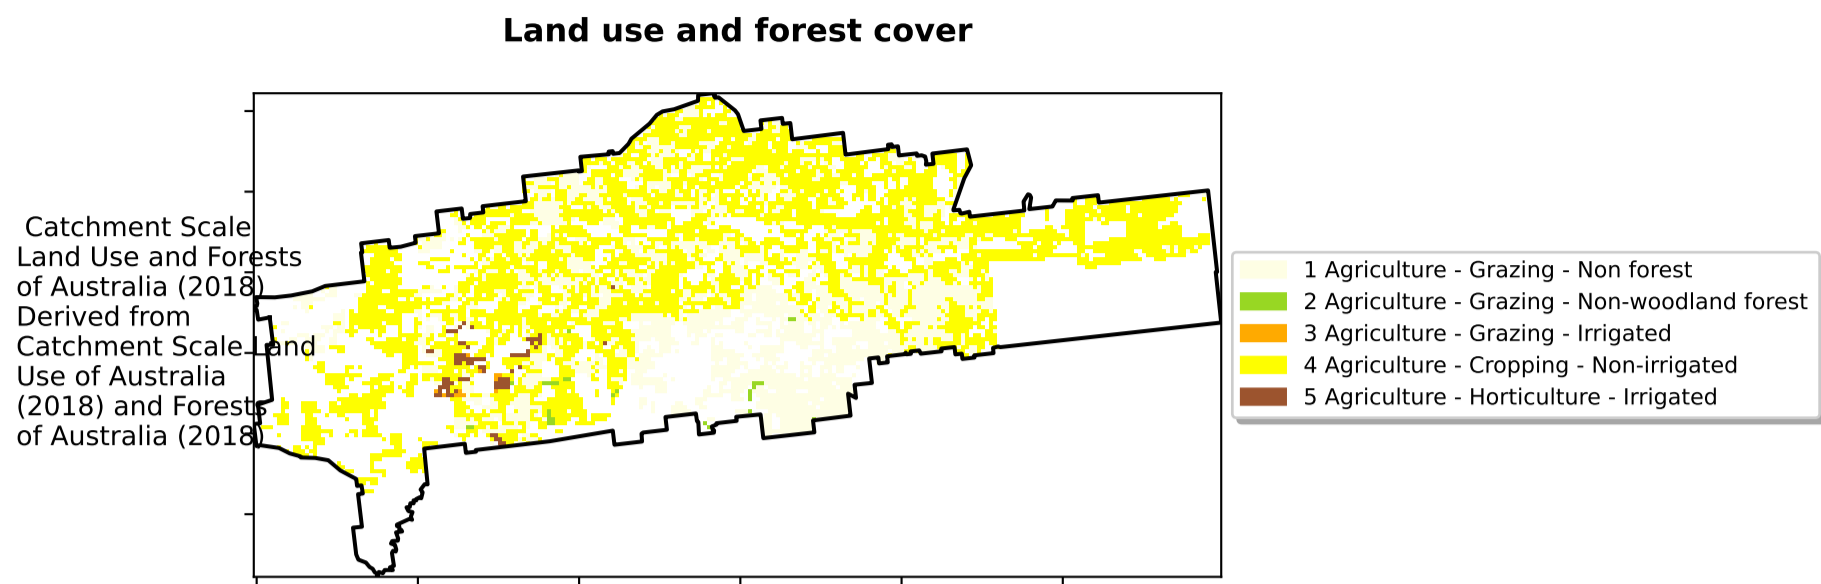 Land use and forest cover
Catchment Scale
Land Use and Forests
of Australia (2018)
Derived from
Catchment Scale Land
Use of Australia
(2018) and Forests
of Australia (2018)
1 Agriculture - Grazing - Non forest
2 Agriculture - Grazing - Non-woodland forest
3 Agriculture - Grazing - Irrigated
4 Agriculture - Cropping - Non-irrigated
5 Agriculture - Horticulture - Irrigated